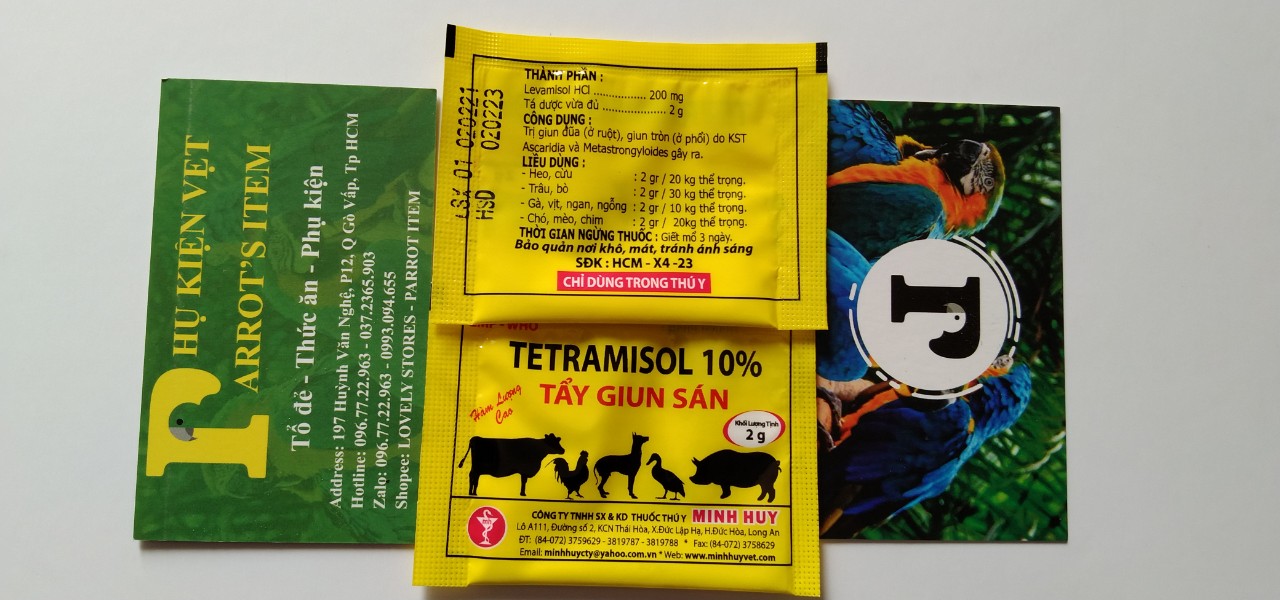 PHỤ KIỆN VẸT
PARROT'S ITEM
Tổ đẻ - Thức ăn - Phụ kiện
Address: 197 Huỳnh Văn Nghệ, P12, Q Gò Vấp, Tp HCM
Hotline: 096.77.22.963 - 037.2365.903
Zalo: 096.77.22.963 - 0993.094.655
Shopee: LOVELY STORES - PARROT ITEM
LSX 01 020221
HSD 020223
THÀNH PHẦN :
Levamisol HCl ................ 200 mg
Tá dược vừa đủ .................... 2 g
CÔNG DỤNG :
Trị giun đũa (ở ruột), giun tròn (ở phổi) do KST
Ascaridia và Metastrongyloides gây ra.
LIỀU DÙNG :
- Heo, cừu : 2 gr / 20 kg thể trọng.
- Trâu, bò : 2 gr / 30 kg thể trọng.
- Gà, vịt, ngan, ngỗng : 2 gr / 10 kg thể trọng.
- Chó, mèo, chim : 2 gr / 20kg thể trọng.
THỜI GIAN NGỪNG THUỐC : Giết mổ 3 ngày.
Bảo quản nơi khô, mát, tránh ánh sáng
SĐK : HCM - X4 -23
CHỈ DÙNG TRONG THÚ Y
TETRAMISOL 10%
TẨY GIUN SÁN
Hàm Lượng
Cao
Khối Lượng Tịnh
2 g
CÔNG TY TNHH SX & KD THUỐC THÚ Y MINH HUY
Lô A111, Đường số 2, KCN Thái Hòa, X.Đức Lập Hạ, H.Đức Hòa, Long An
ĐT: (84-072) 3759629 - 3819787 - 3819788 * Fax: (84-072) 3758629
Email: minhhuycty@yahoo.com.vn * Web: www.minhhuyvet.com